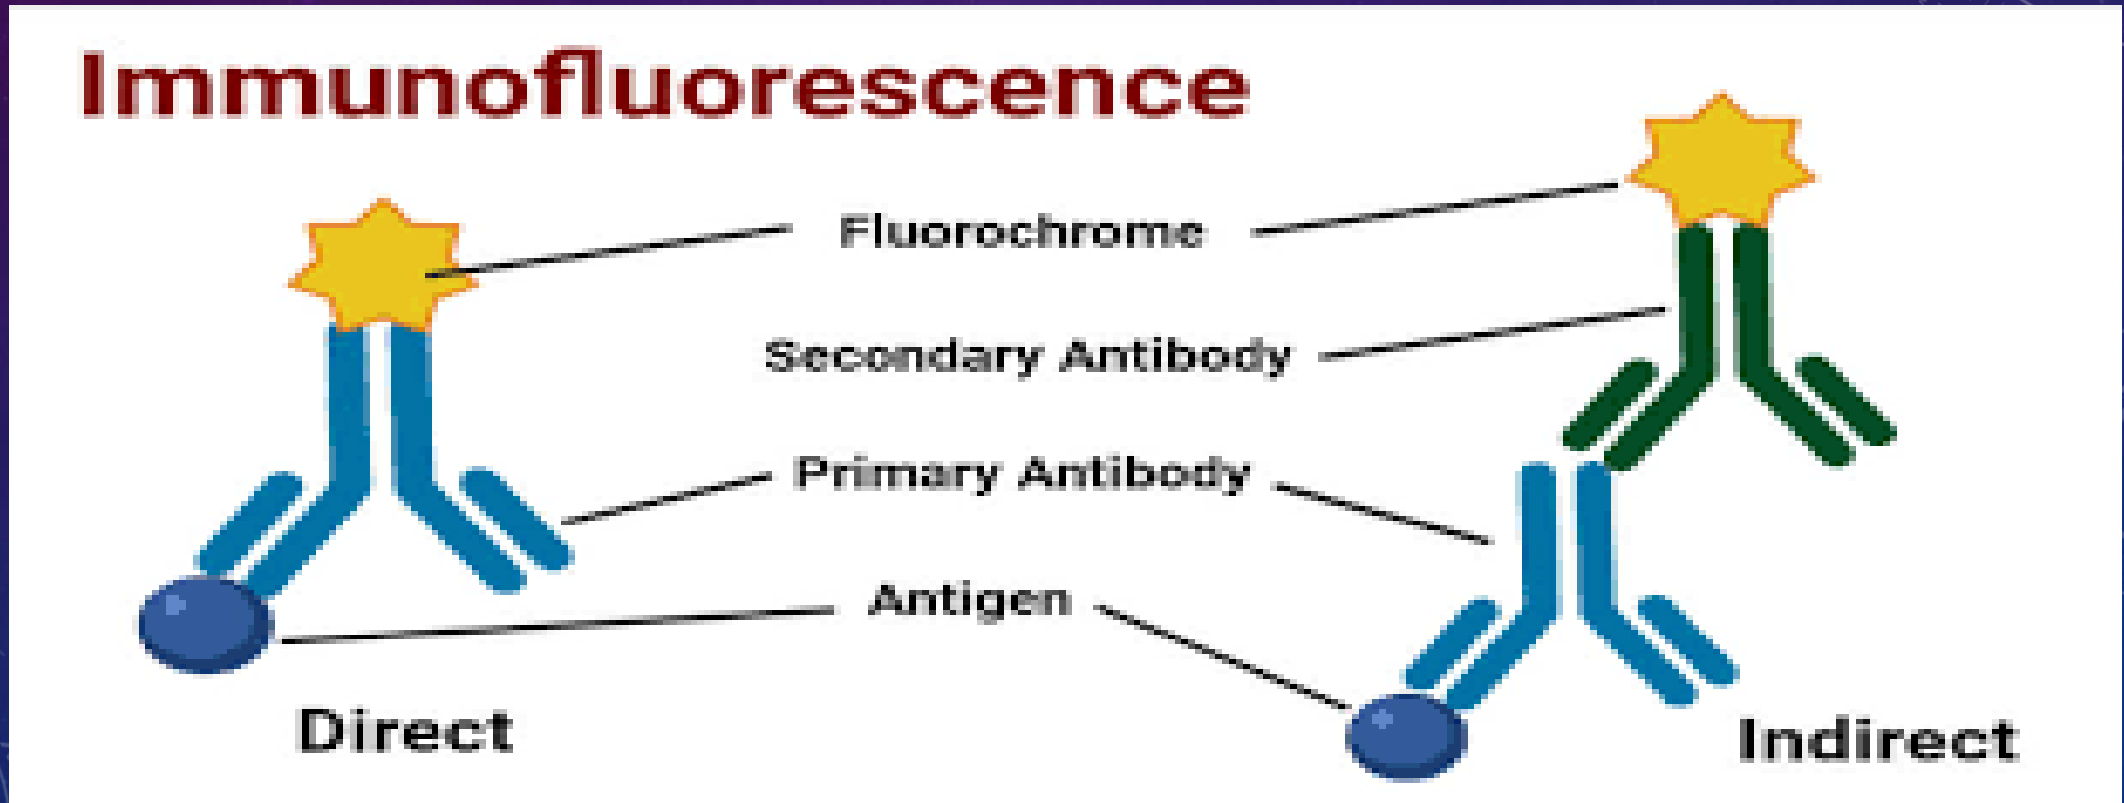 Immunofluorescence
Fluorochrome
Secondary Antibody
Primary Antibody
Antigen
Direct
Indirect